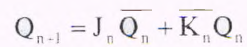 Qₙ₊₁ = Jₙ Q̅ₙ + K̅ₙ Qₙ